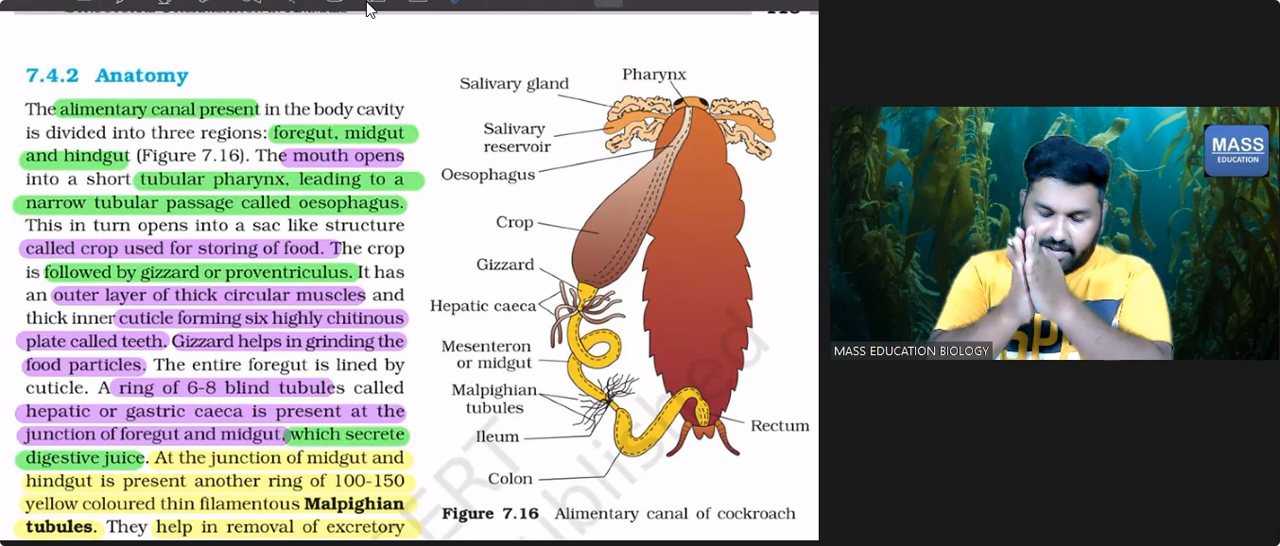 7.4.2 Anatomy
The alimentary canal present in the body cavity
is divided into three regions: foregut, midgut
and hindgut (Figure 7.16). The mouth opens
into a short tubular pharynx, leading to a
narrow tubular passage called oesophagus.
This in turn opens into a sac like structure
called crop used for storing of food. The crop
is followed by gizzard or proventriculus. It has
an outer layer of thick circular muscles and
thick inner cuticle forming six highly chitinous
plate called teeth. Gizzard helps in grinding the
food particles. The entire foregut is lined by
cuticle. A ring of 6-8 blind tubules called
hepatic or gastric caeca is present at the
junction of foregut and midgut, which secrete
digestive juice. At the junction of midgut and
hindgut is present another ring of 100-150
yellow coloured thin filamentous Malpighian
tubules. They help in removal of excretory
Pharynx
Salivary gland
Salivary
reservoir
Oesophagus
Crop
Gizzard
Hepatic caeca
Mesenteron
or midgut
Malpighian
tubules
Ileum
Colon
Rectum
Figure 7.16 Alimentary canal of cockroach
MASS
EDUCATION
MASS EDUCATION BIOLOGY